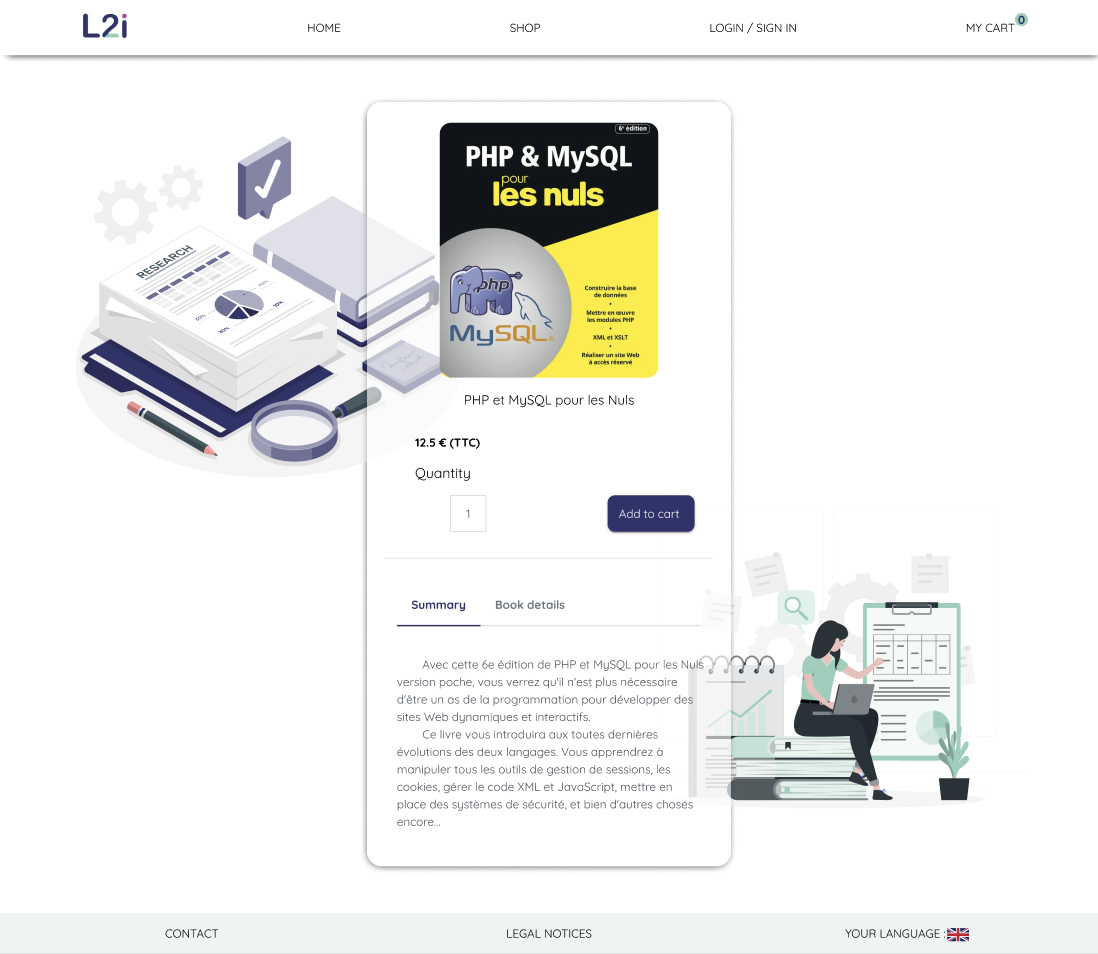 L2i
HOME
SHOP
LOGIN / SIGN IN
MY CART
0
6e édition
PHP & MySQL
pour
les nuls
RESEARCH
php
MySQL
Construire la base
de données
•
Mettre en œuvre
les modules PHP
•
XML et XSLT
•
Réaliser un site Web
à accès réservé
PHP et MySQL pour les Nuls
12.5 € (TTC)
Quantity
1
Add to cart
Summary
Book details
Avec cette 6e édition de PHP et MySQL pour les Nuls
version poche, vous verrez qu'il n'est plus nécessaire
d'être un as de la programmation pour développer des
sites Web dynamiques et interactifs.
Ce livre vous introduira aux toutes dernières
évolutions des deux langages. Vous apprendrez à
manipuler tous les outils de gestion de sessions, les
cookies, gérer le code XML et JavaScript, mettre en
place des systèmes de sécurité, et bien d'autres choses
encore...
CONTACT
LEGAL NOTICES
YOUR LANGUAGE :